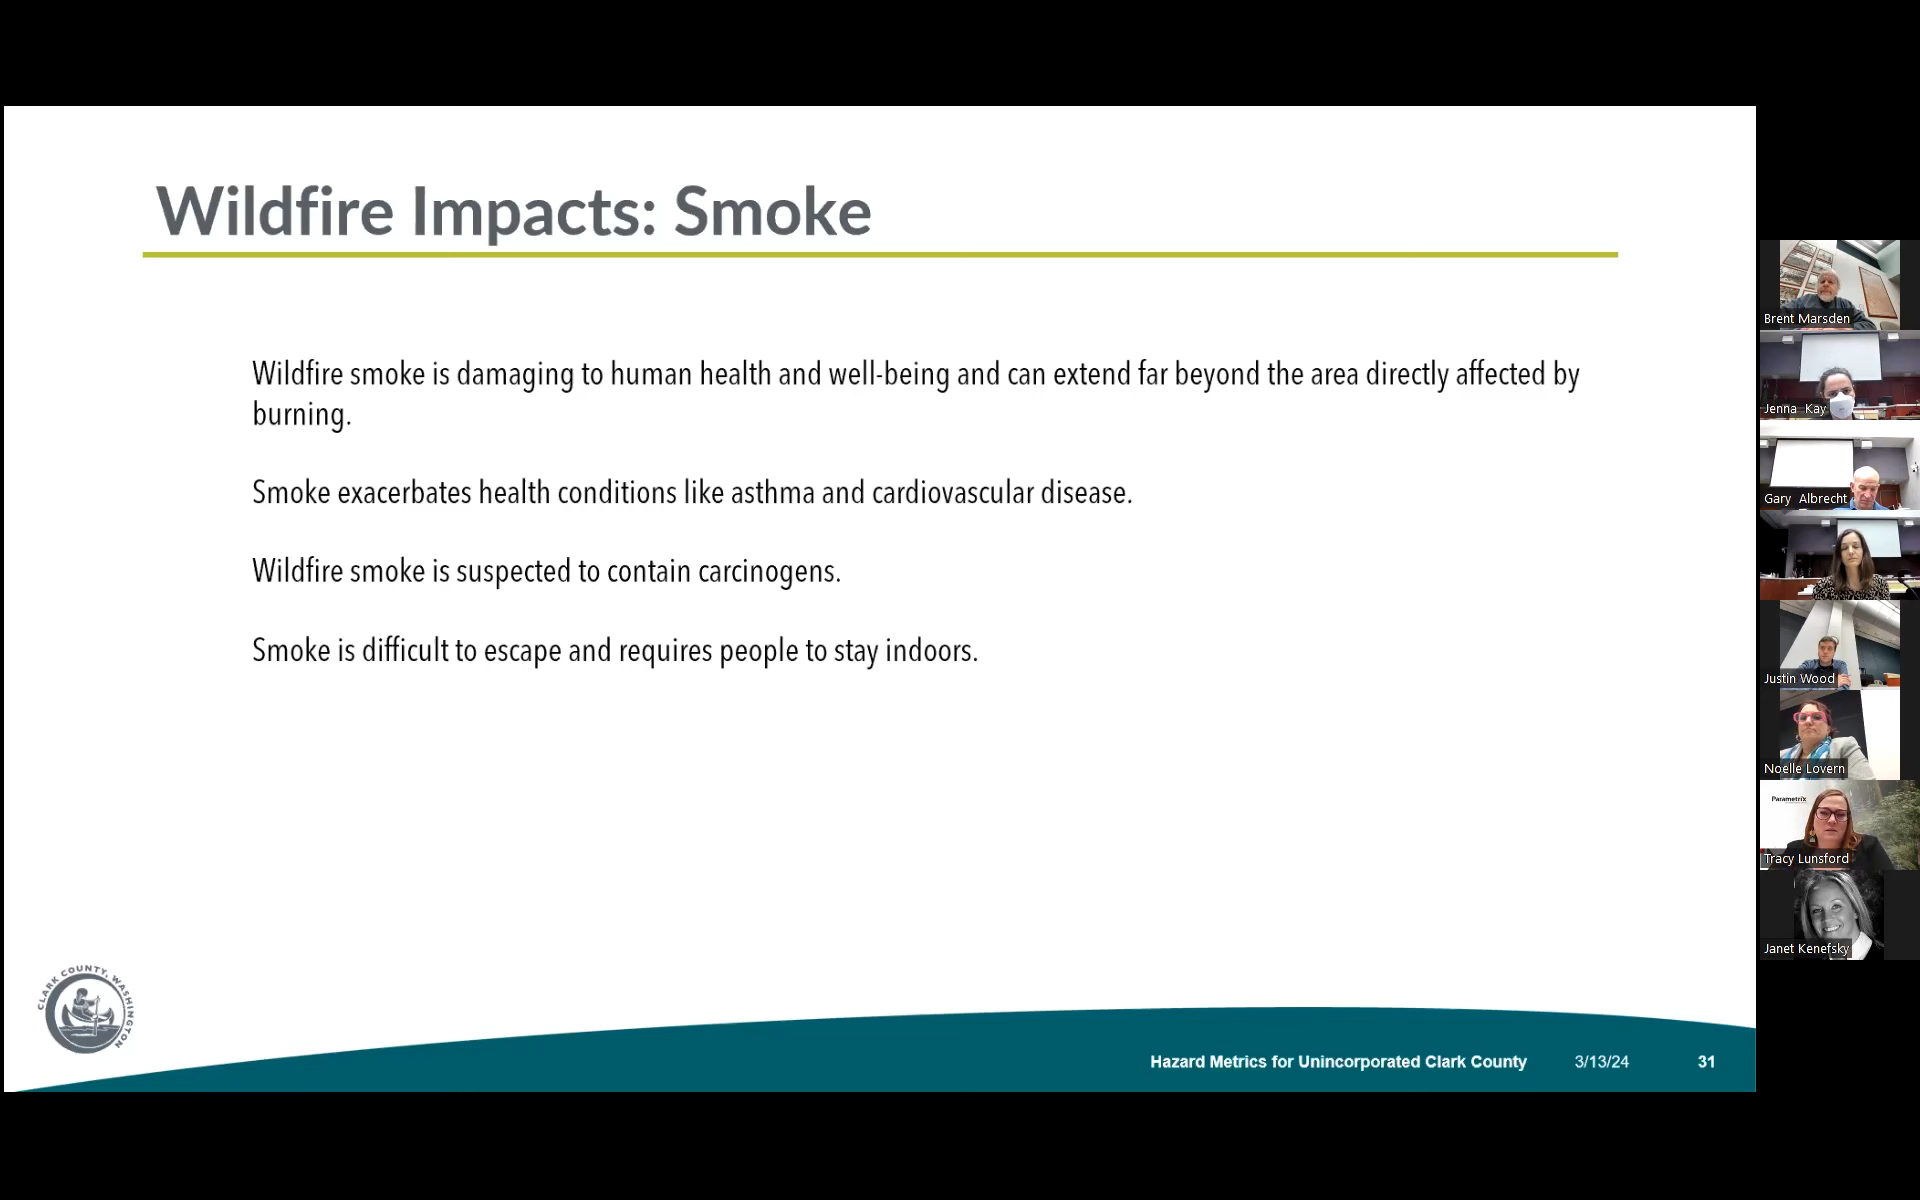 Wildfire Impacts: Smoke
Wildfire smoke is damaging to human health and well-being and can extend far beyond the area directly affected by
burning.
Smoke exacerbates health conditions like asthma and cardiovascular disease.
Wildfire smoke is suspected to contain carcinogens.
Smoke is difficult to escape and requires people to stay indoors.
CLARK COUNTY, WASHINGTON
Hazard Metrics for Unincorporated Clark County 3/13/24 31
Brent Marsden
Jenna Kay
Gary Albrecht
Justin Wood
Noelle Lovern
Parametrix
Tracy Lunsford
Janet Kenefsky